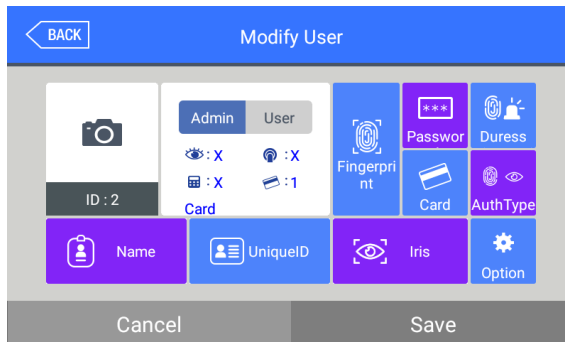 BACK
Modify User
ID : 2
Admin
User
: X
: X
: X
: 1
Card
Fingerpri
nt
***
Passwor
Duress
Card
AuthType
Name
UniqueID
Iris
Option
Cancel
Save